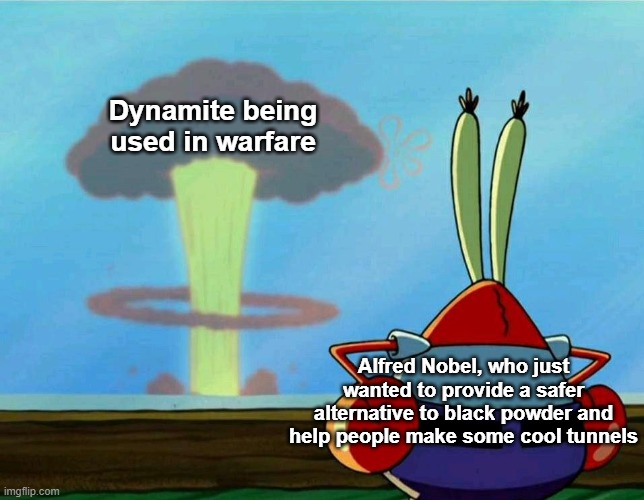 Dynamite being
used in warfare
Alfred Nobel, who just
wanted to provide a safer
alternative to black powder and
help people make some cool tunnels
imgflip.com